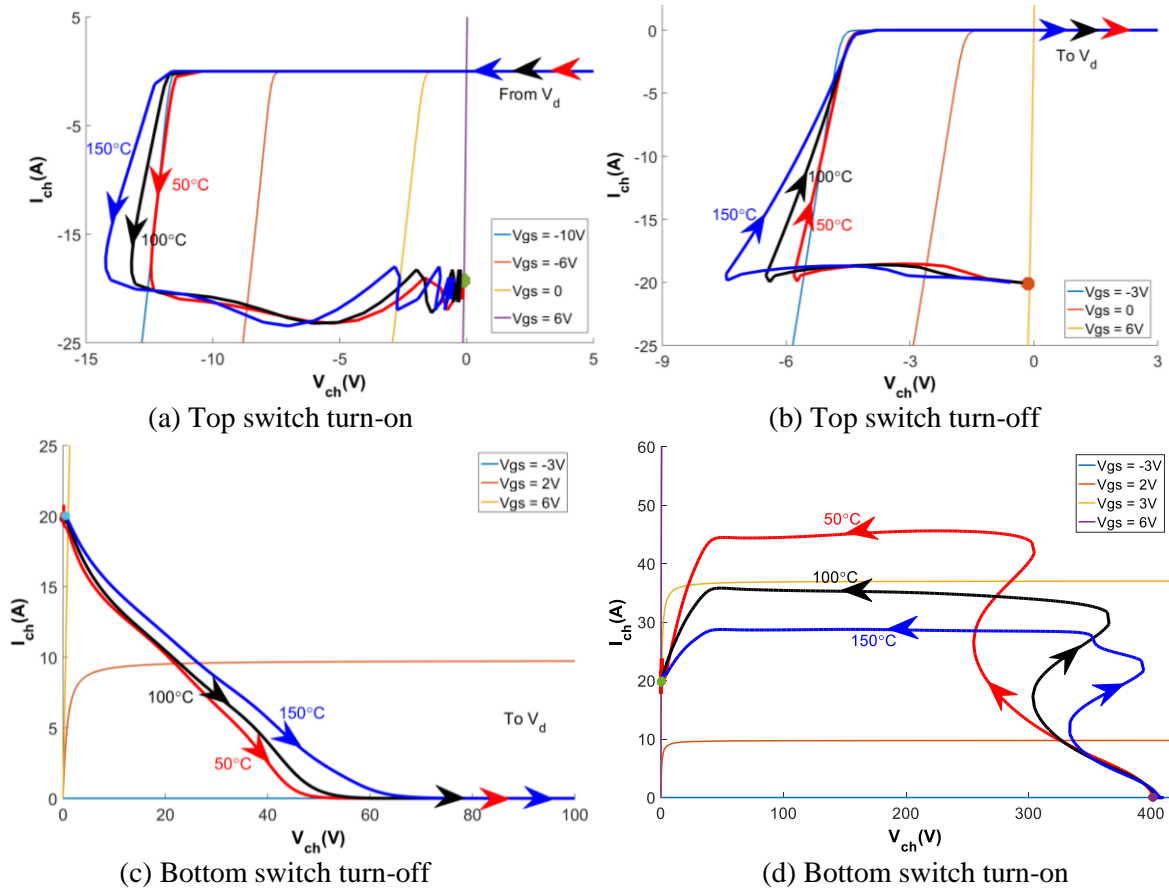 5
0
-5
-15
-25
-15
-10
-5
0
5
I_ch(A)
V_ch(V)
From V_d
150°C
50°C
100°C
Vgs = -10V
Vgs = -6V
Vgs = 0
Vgs = 6V
(a) Top switch turn-on
0
-5
-10
-15
-20
-25
-9
-6
-3
0
3
I_ch(A)
V_ch(V)
To V_d
100°C
150°C
50°C
Vgs = -3V
Vgs = 0
Vgs = 6V
(b) Top switch turn-off
25
20
15
10
5
0
0
20
40
60
80
100
I_ch(A)
V_ch(V)
Vgs = -3V
Vgs = 2V
Vgs = 6V
100°C
150°C
50°C
To V_d
(c) Bottom switch turn-off
60
50
40
30
20
10
0
0
100
200
300
400
I_ch(A)
V_ch(V)
50°C
100°C
150°C
Vgs = -3V
Vgs = 2V
Vgs = 3V
Vgs = 6V
(d) Bottom switch turn-on